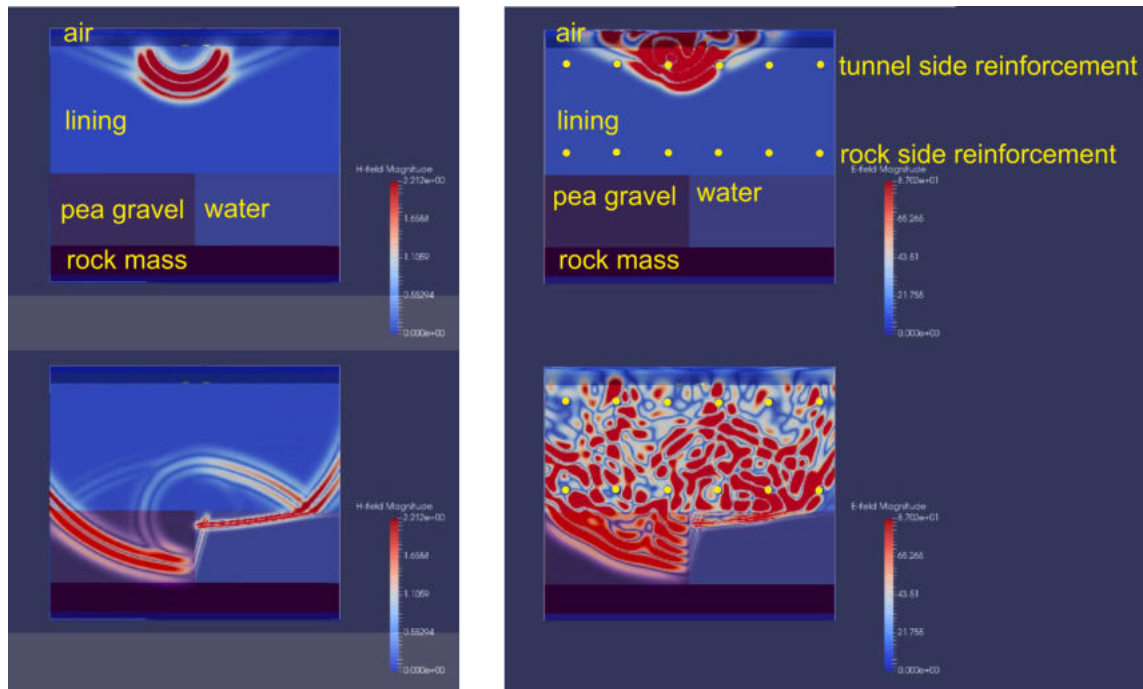 air
lining
pea gravel water
rock mass
H-field Magnitude
2.212e+00
1.6588
1.1059
0.55294
0.000e+00
air
tunnel side reinforcement
lining
rock side reinforcement
pea gravel water
rock mass
E-field Magnitude
8.702e+01
65.265
43.51
21.755
0.000e+00
H-field Magnitude
2.212e+00
1.6588
1.1059
0.55294
0.000e+00
E-field Magnitude
8.702e+01
65.265
43.51
21.755
0.000e+00